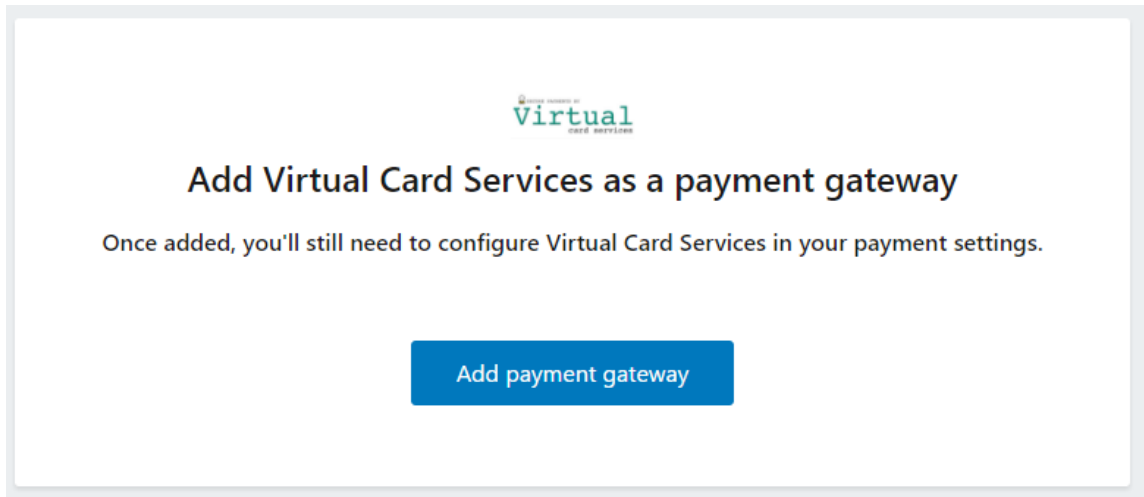 Virtual
card services
Add Virtual Card Services as a payment gateway
Once added, you'll still need to configure Virtual Card Services in your payment settings.
Add payment gateway